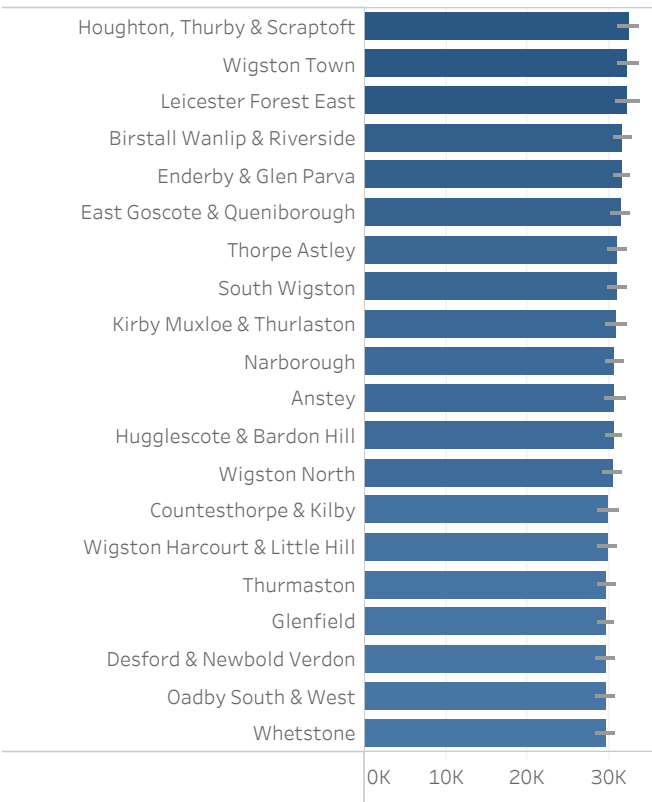 Houghton, Thurby & Scraptoft
Wigston Town
Leicester Forest East
Birstall Wanlip & Riverside
Enderby & Glen Parva
East Goscote & Queniborough
Thorpe Astley
South Wigston
Kirby Muxloe & Thurlaston
Narborough
Anstey
Hugglescote & Bardon Hill
Wigston North
Countesthorpe & Kilby
Wigston Harcourt & Little Hill
Thurmaston
Glenfield
Desford & Newbold Verdon
Oadby South & West
Whetstone
0K 10K 20K 30K